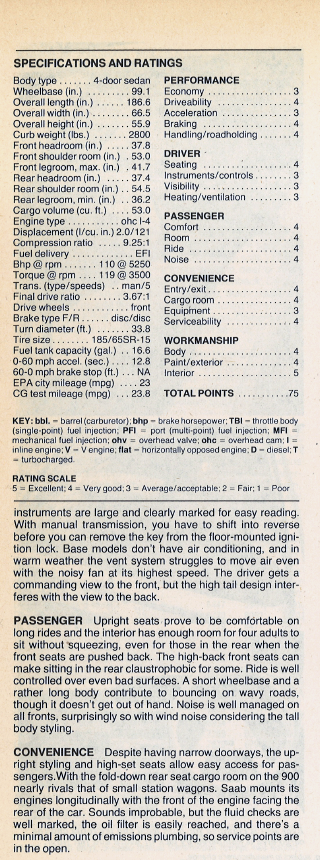 SPECIFICATIONS AND RATINGS
Body type . . . . . . . 4-door sedan
Wheelbase (in.) . . . . . . . . 99.1
Overall length (in.) . . . . . . 186.6
Overall width (in.) . . . . . . . 66.5
Overall height (in.) . . . . . . . 55.9
Curb weight (lbs.) . . . . . . . 2800
Front headroom (in.) . . . . . 37.8
Front shoulder room (in.) . 53.0
Front legroom, max. (in.) . 41.7
Rear headroom (in.) . . . . . 37.4
Rear shoulder room (in.) . . 54.5
Rear legroom, min. (in.) . . 36.2
Cargo volume (cu. ft.) . . . . 53.0
Engine type . . . . . . . . . ohc I-4
Displacement (l/cu. in.) 2.0/121
Compression ratio . . . . 9.25:1
Fuel delivery . . . . . . . . . . . EFI
Bhp @ rpm . . . . . 110 @ 5250
Torque @ rpm . . . . 119 @ 3500
Trans. (type/speeds) . . man/5
Final drive ratio . . . . . . 3.67:1
Drive wheels . . . . . . . . . . front
Brake type F/R . . . . . disc/disc
Turn diameter (ft.) . . . . . . . 33.8
Tire size . . . . . . . . 185/65SR-15
Fuel tank capacity (gal.) . . 16.6
0-60 mph accel. (sec.) . . . . 12.8
60-0 mph brake stop (ft.) . . . NA
EPA city mileage (mpg) . . . . 23
CG test mileage (mpg) . . . 23.8
PERFORMANCE
Economy . . . . . . . . . . . . . . . . 3
Driveability . . . . . . . . . . . . . . 4
Acceleration . . . . . . . . . . . . . 3
Braking . . . . . . . . . . . . . . . . . 4
Handling/roadholding . . . . . . 4
DRIVER
Seating . . . . . . . . . . . . . . . . . 4
Instruments/controls . . . . . . . 3
Visibility . . . . . . . . . . . . . . . . 3
Heating/ventilation . . . . . . . . 3
PASSENGER
Comfort . . . . . . . . . . . . . . . . . 4
Room . . . . . . . . . . . . . . . . . . 4
Ride . . . . . . . . . . . . . . . . . . . 4
Noise . . . . . . . . . . . . . . . . . . 4
CONVENIENCE
Entry/exit . . . . . . . . . . . . . . . . 4
Cargo room . . . . . . . . . . . . . . 4
Equipment . . . . . . . . . . . . . . . 3
Serviceability . . . . . . . . . . . . . 4
WORKMANSHIP
Body . . . . . . . . . . . . . . . . . . . 4
Paint/exterior . . . . . . . . . . . . . 4
Interior . . . . . . . . . . . . . . . . . 5
TOTAL POINTS . . . . . . . . . . 75
KEY: bbl. = barrel (carburetor); bhp = brake horsepower; TBI = throttle body
(single-point) fuel injection; PFI = port (multi-point) fuel injection; MFI =
mechanical fuel injection; ohv = overhead valve; ohc = overhead cam; I =
inline engine; V = V engine; flat = horizontally opposed engine; D = diesel; T
= turbocharged.
RATING SCALE
5 = Excellent; 4 = Very good; 3 = Average/acceptable; 2 = Fair; 1 = Poor
instruments are large and clearly marked for easy reading.
With manual transmission, you have to shift into reverse
before you can remove the key from the floor-mounted igni-
tion lock. Base models don't have air conditioning, and in
warm weather the vent system struggles to move air even
with the noisy fan at its highest speed. The driver gets a
commanding view to the front, but the high tail design inter-
feres with the view to the back.
PASSENGER Upright seats prove to be comfortable on
long rides and the interior has enough room for four adults to
sit without squeezing, even for those in the rear when the
front seats are pushed back. The high-back front seats can
make sitting in the rear claustrophobic for some. Ride is well
controlled over even bad surfaces. A short wheelbase and a
rather long body contribute to bouncing on wavy roads,
though it doesn't get out of hand. Noise is well managed on
all fronts, surprisingly so with wind noise considering the tall
body styling.
CONVENIENCE Despite having narrow doorways, the up-
right styling and high-set seats allow easy access for pas-
sengers.With the fold-down rear seat cargo room on the 900
nearly rivals that of small station wagons. Saab mounts its
engines longitudinally with the front of the engine facing the
rear of the car. Sounds improbable, but the fluid checks are
well marked, the oil filter is easily reached, and there's a
minimal amount of emissions plumbing, so service points are
in the open.